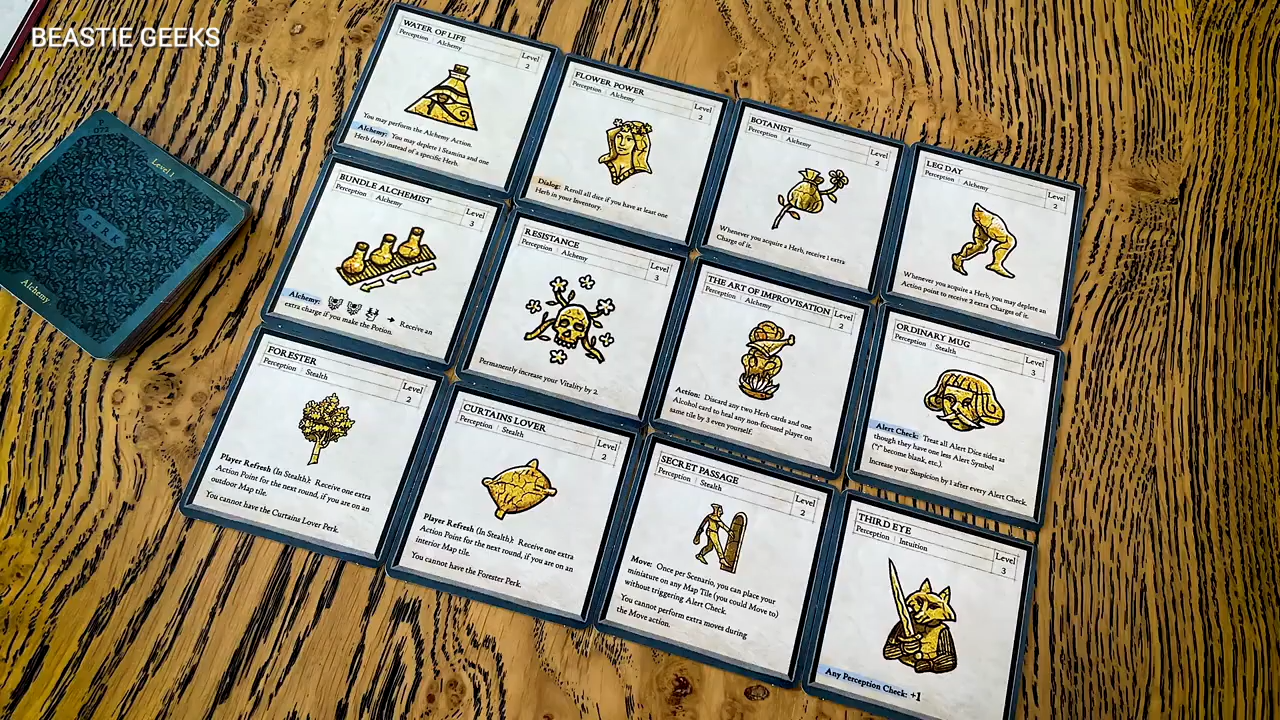 BEASTIE GEEKS
P
072
Levels
PERK
Alchemy
WATER OF LIFE
Perception Alchemy
Level
2
You may perform the Alchemy Action.
Alchemy: You may deplete 1 Stamina and one
Herb (any) instead of a specific Herb.
FLOWER POWER
Perception Alchemy
Level
2
Dialog: Reroll all dice if you have at least one
Herb in your Inventory.
BOTANIST
Perception Alchemy
Level
2
Whenever you acquire a Herb, receive 1 extra
Charge of it.
LEG DAY
Perception Alchemy
Level
2
Whenever you acquire a Herb, you may deplete an
Action point to receive 2 extra Charges of it.
BUNDLE ALCHEMIST
Perception Alchemy
Level
3
Alchemy: Receive an
extra charge if you make the Potion.
RESISTANCE
Perception Alchemy
Level
3
Permanently increase your Vitality by 2
THE ART OF IMPROVISATION
Perception Alchemy
Level
2
Action: Discard any two Herb cards and one
Alcohol card to heal any non-focused player on
same tile by 3 even yourself.
ORDINARY MUG
Perception Stealth
Level
3
Alert Check: Treat all Alert Dice sides as
though they have one less Alert Symbol
("!" become blank, etc.)
Increase your Suspicion by 1 after every Alert Check.
FORESTER
Perception Stealth
Level
2
Player Refresh (In Stealth): Receive one extra
Action Point for the next round, if you are on an
outdoor Map tile.
You cannot have the Curtains Lover Perk.
CURTAINS LOVER
Perception Stealth
Level
2
Player Refresh (In Stealth): Receive one extra
Action Point for the next round, if you are on an
interior Map tile.
You cannot have the Forester Perk.
SECRET PASSAGE
Perception Stealth
Level
2
Move: Once per Scenario, you can place your
miniature on any Map Tile (you could Move to)
without triggering Alert Check.
You cannot perform extra moves during
the Move action.
THIRD EYE
Perception Intuition
Level
3
Any Perception Check: +1